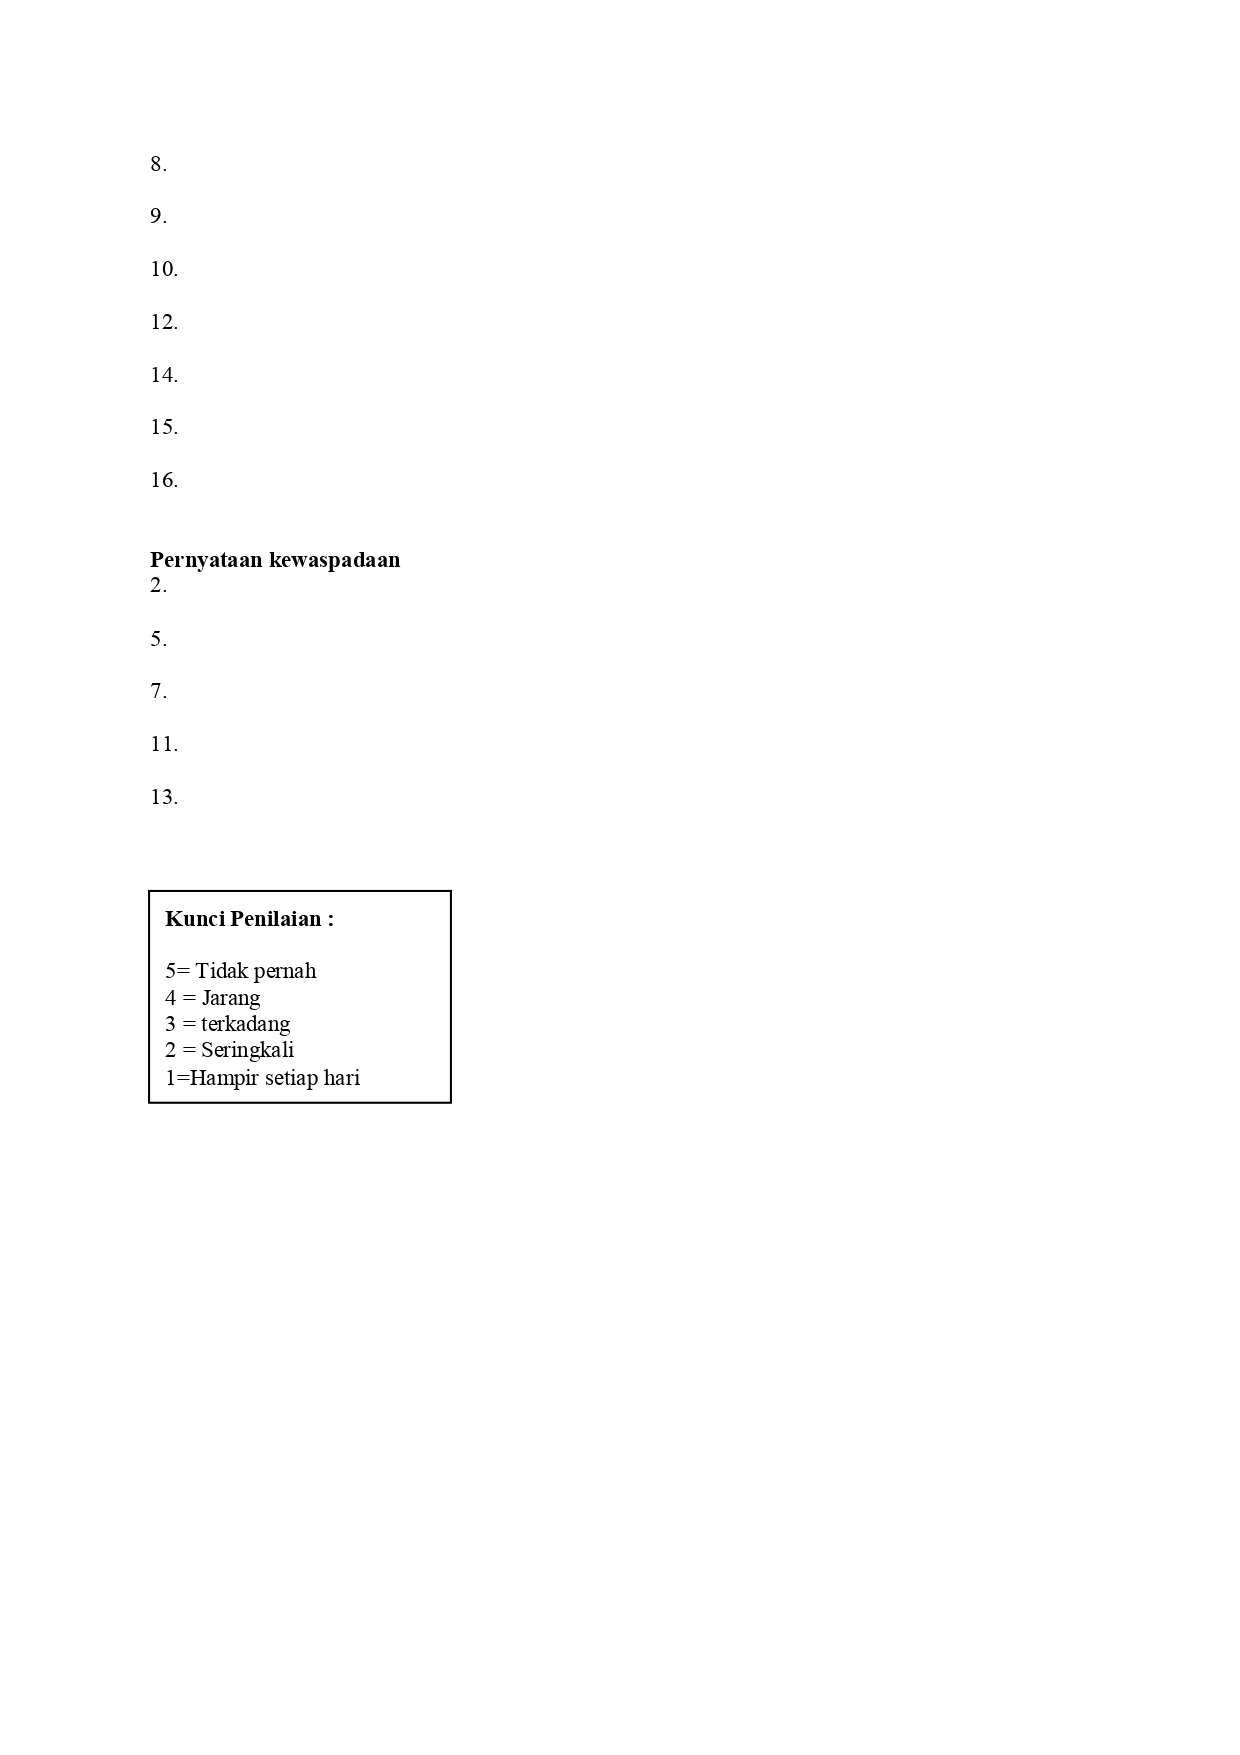 8.
9.
10.
12.
14.
15.
16.
Pernyataan kewaspadaan
2.
5.
7.
11.
13.
Kunci Penilaian :
5= Tidak pernah
4 = Jarang
3 = terkadang
2 = Seringkali
1=Hampir setiap hari